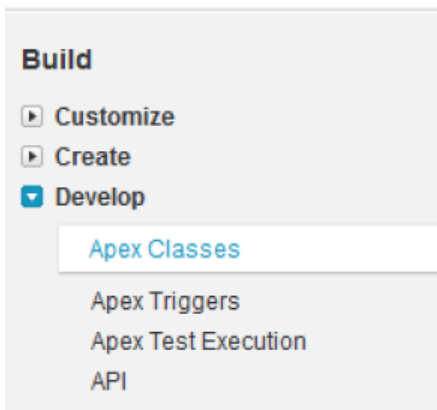 Build
Customize
Create
Develop
Apex Classes
Apex Triggers
Apex Test Execution
API